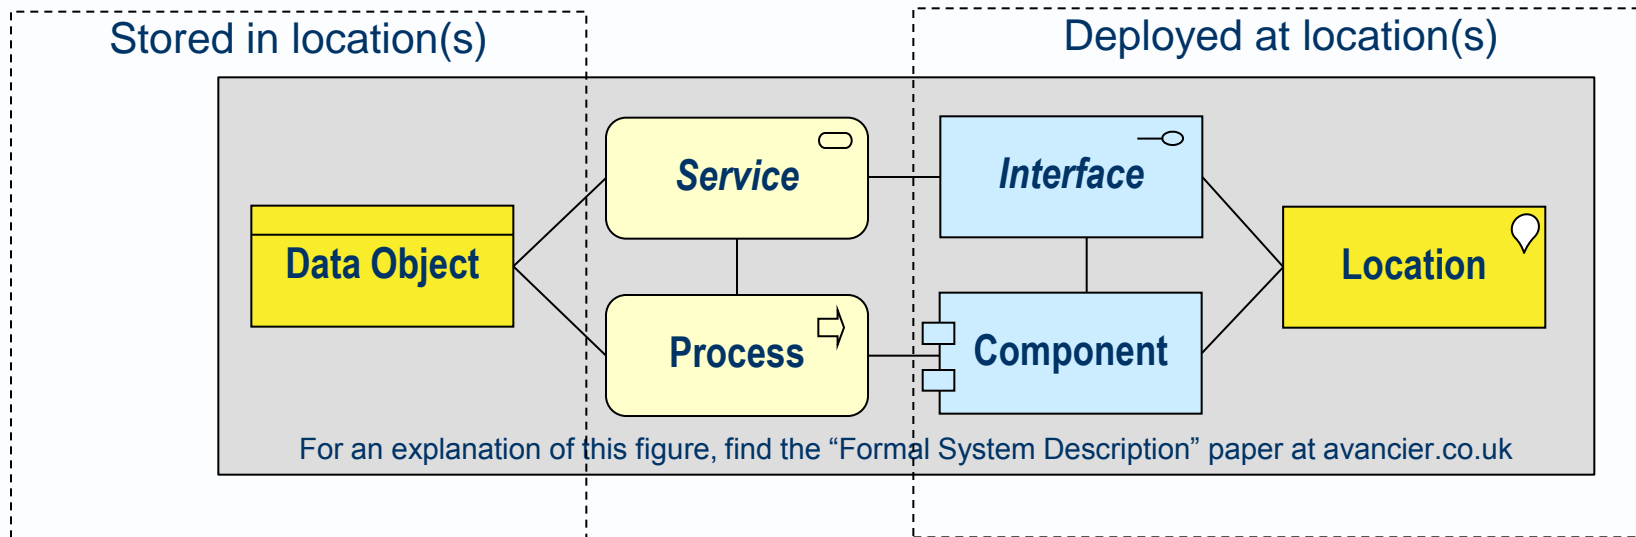 Stored in location(s)
Deployed at location(s)
Service
Interface
Data Object
Location
Process
Component
For an explanation of this figure, find the “Formal System Description” paper at avancier.co.uk